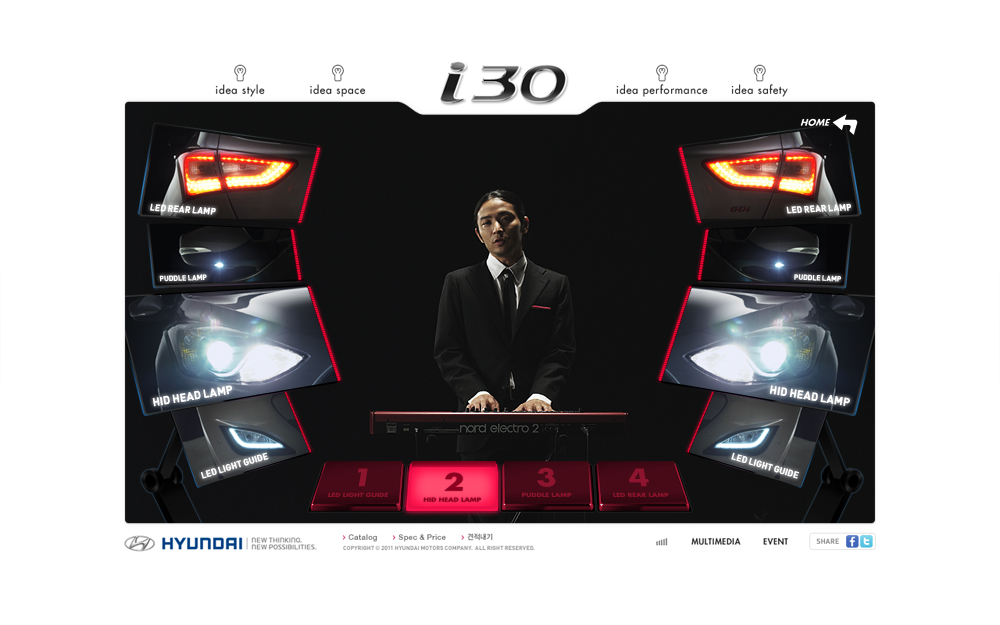 idea style
idea space
i30
idea performance
idea safety
HOME
LED REAR LAMP
LED REAR LAMP
PUDDLE LAMP
PUDDLE LAMP
HID HEAD LAMP
HID HEAD LAMP
LED LIGHT GUIDE
LED LIGHT GUIDE
nord electro 2
1
LED LIGHT GUIDE
2
HID HEAD LAMP
3
PUDDLE LAMP
4
LED REAR LAMP
HYUNDAI
NEW THINKING.
NEW POSSIBILITIES.
Catalog
Spec & Price
견적내기
COPYRIGHT © 2011 HYUNDAI MOTORS COMPANY. ALL RIGHT RESERVED.
MULTIMEDIA
EVENT
SHARE
f
t